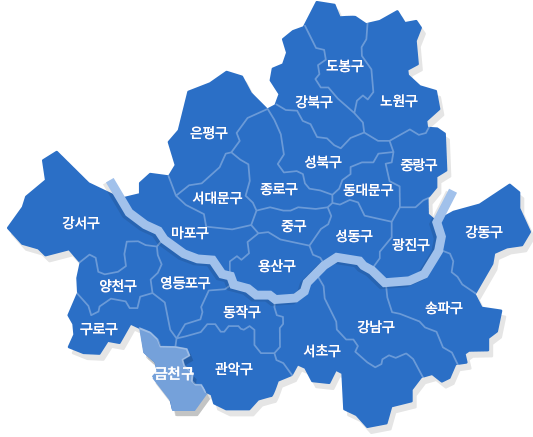 도봉구
강북구
노원구
은평구
성북구
중랑구
종로구
동대문구
서대문구
강서구
마포구
중구
성동구
광진구
강동구
용산구
양천구
영등포구
동작구
송파구
구로구
강남구
서초구
관악구
금천구